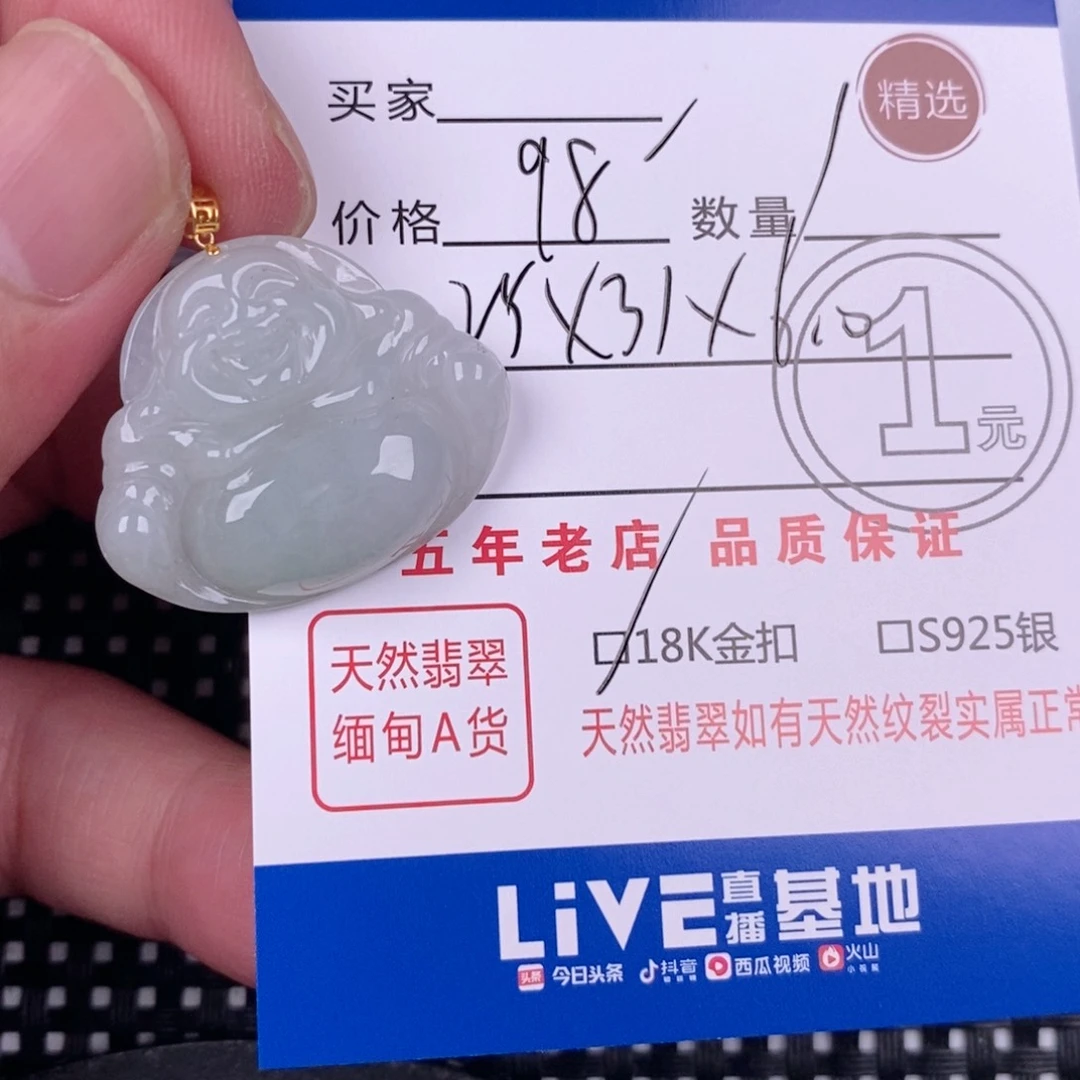 精选
买家
价格 98 数量
25X31X6.0
1元
五年老店 品质保证
天然翡翠
缅甸A货
□18K金扣 □S925银
天然翡翠如有天然纹裂实属正常
LiVE直播基地
头条 今日头条 抖音 西瓜视频 火山